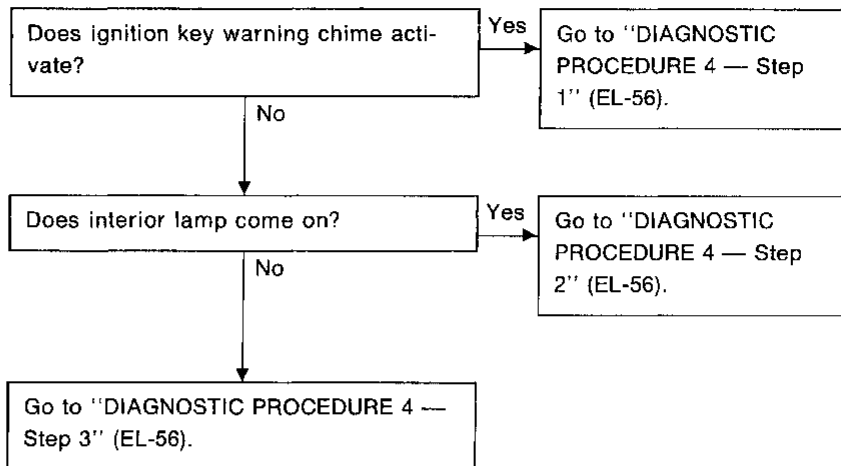 Does ignition key warning chime acti-
vate?
Yes
Go to ''DIAGNOSTIC
PROCEDURE 4 — Step
1'' (EL-56).
No
Does interior lamp come on?
Yes
Go to ''DIAGNOSTIC
PROCEDURE 4 — Step
2'' (EL-56).
No
Go to ''DIAGNOSTIC PROCEDURE 4 —
Step 3'' (EL-56).